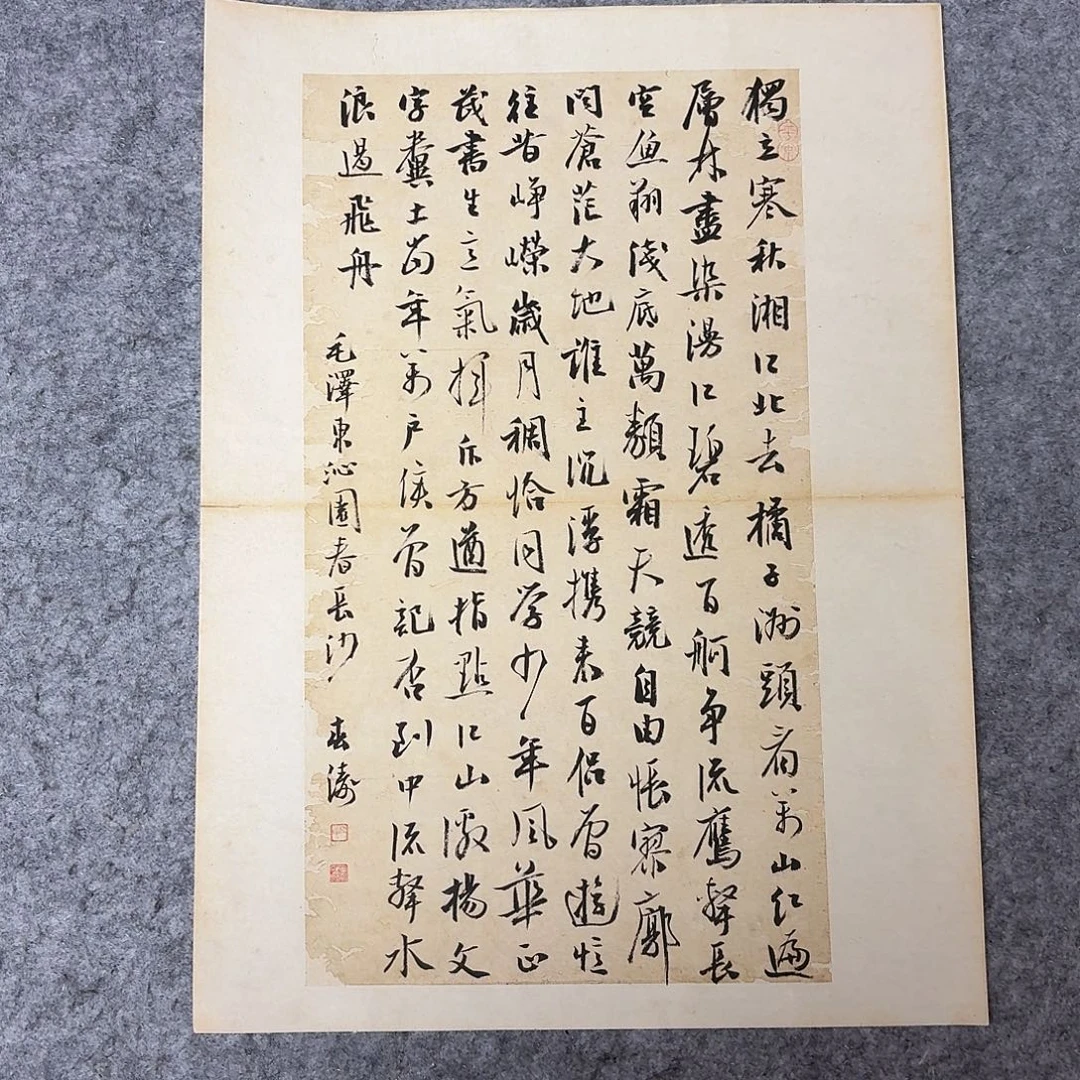 獨立寒秋湘江北去橘子洲頭看萬山紅遍
層林盡染漫江碧透百舸爭流鷹擊長
空魚翔淺底萬類霜天競自由悵寥廓
問蒼茫大地誰主沉浮攜來百侶曾遊憶
往昔崢嶸歲月稠恰同學少年風華正
茂書生意氣揮斥方遒指點江山激揚文
字糞土當年萬戶侯曾記否到中流擊水
浪遏飛舟
毛澤東沁園春長沙